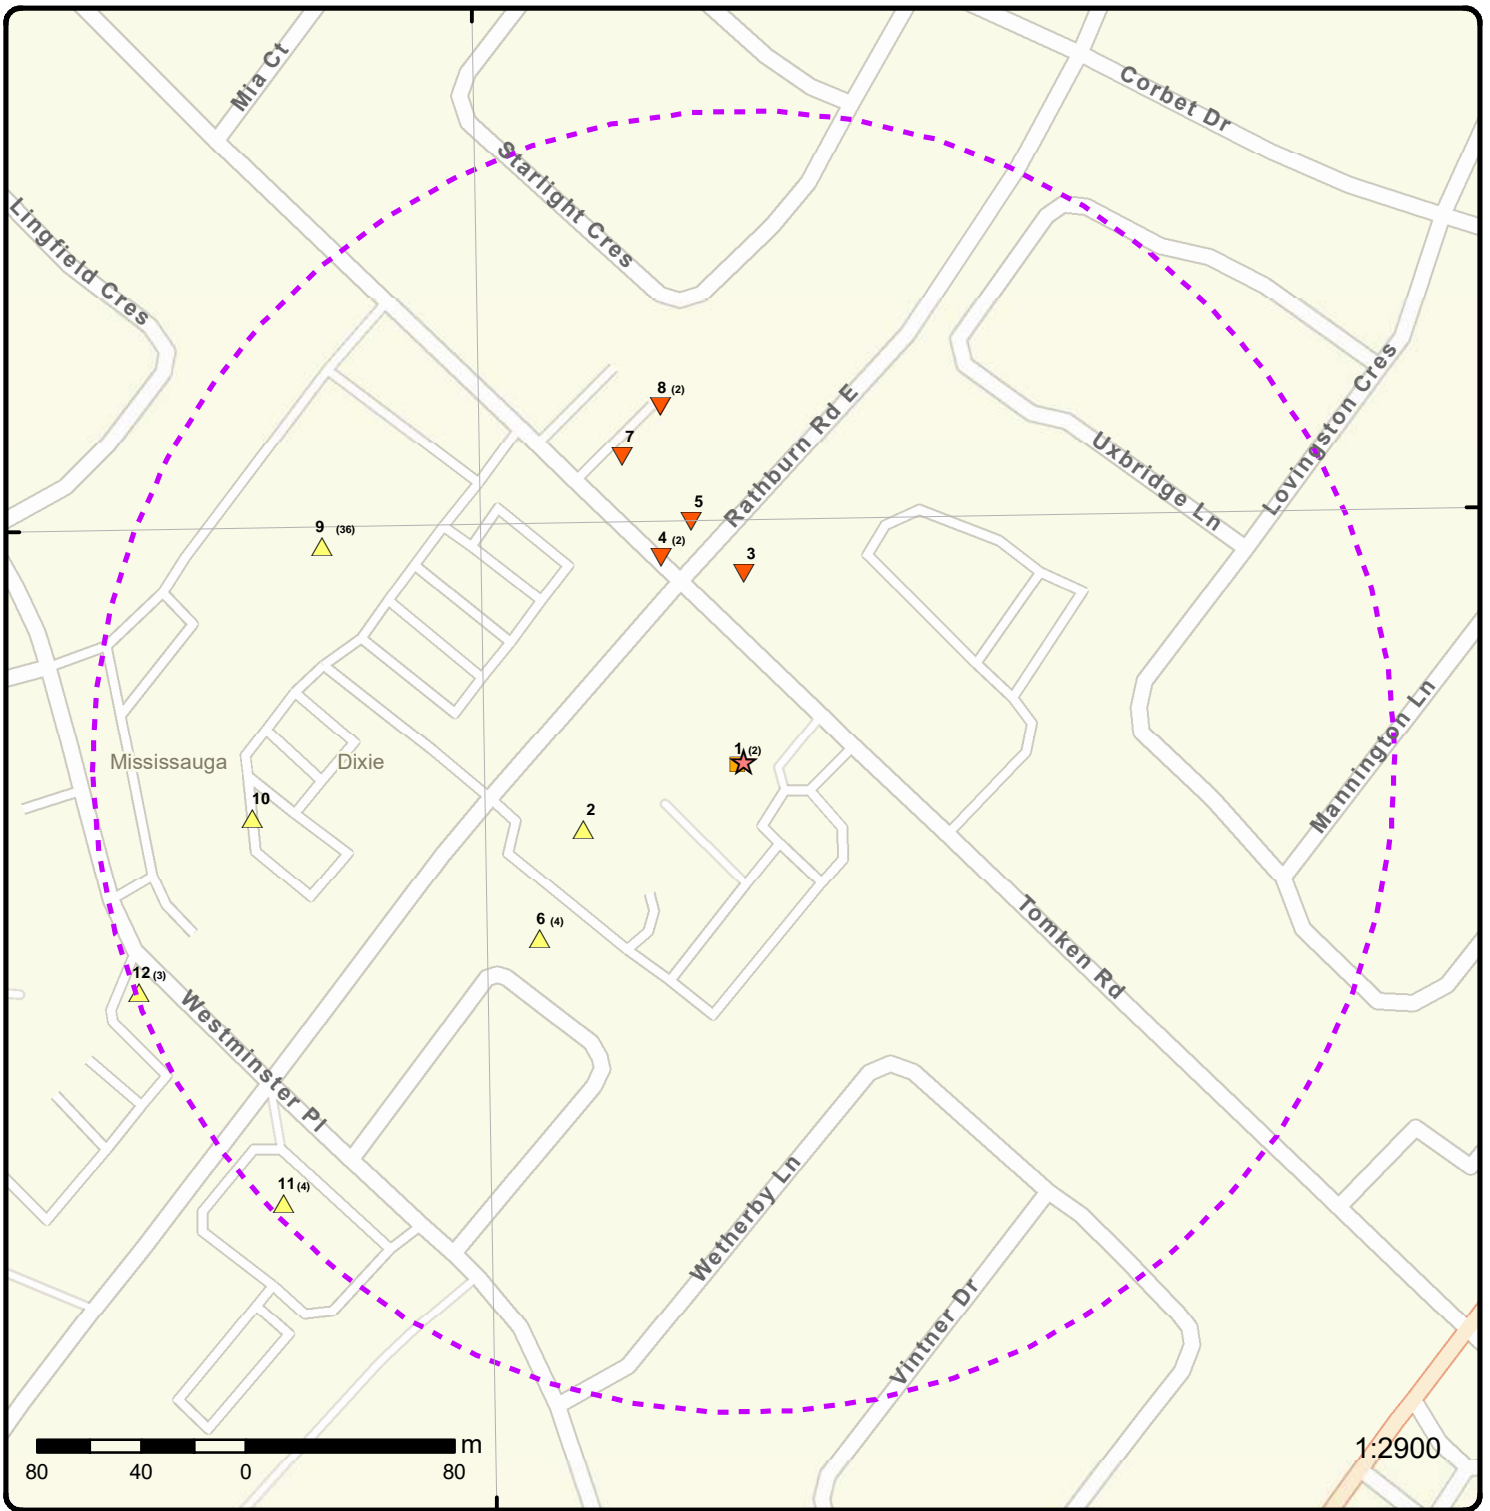 Mia Ct
Corbet Dr
Starlight Cres
Lingfield Cres
8 (2)
Rathburn Rd E
Lovingston Cres
7
Uxbridge Ln
5
9 (36)
4 (2)
3
Mannington Ln
1 (2)
Mississauga
Dixie
10
2
6 (4)
Tomken Rd
12 (3)
Westminster Pl
11 (4)
Wetherby Ln
Vintner Dr
m
1:2900
80 40 0 80